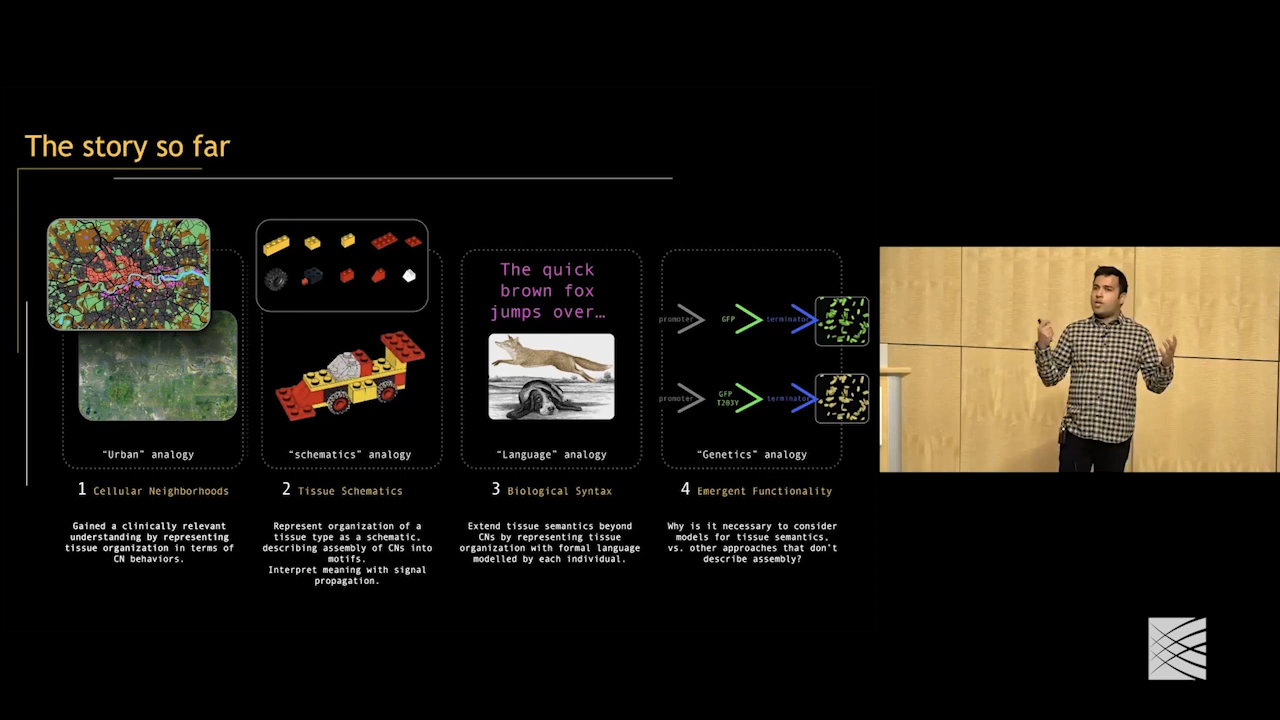 The story so far
The quick
brown fox
jumps over…
promoter GFP terminator
promoter GFP T203Y terminator
“Urban” analogy
“schematics” analogy
“Language” analogy
“Genetics” analogy
1 Cellular Neighborhoods
2 Tissue Schematics
3 Biological Syntax
4 Emergent Functionality
Gained a clinically relevant
understanding by representing
tissue organization in terms of
CN behaviors.
Represent organization of a
tissue type as a schematic,
describing assembly of CNs into
motifs.
Interpret meaning with signal
propagation.
Extend tissue semantics beyond
CNs by representing tissue
organization with formal language
modelled by each individual.
Why is it necessary to consider
models for tissue semantics,
vs. other approaches that don’t
describe assembly?